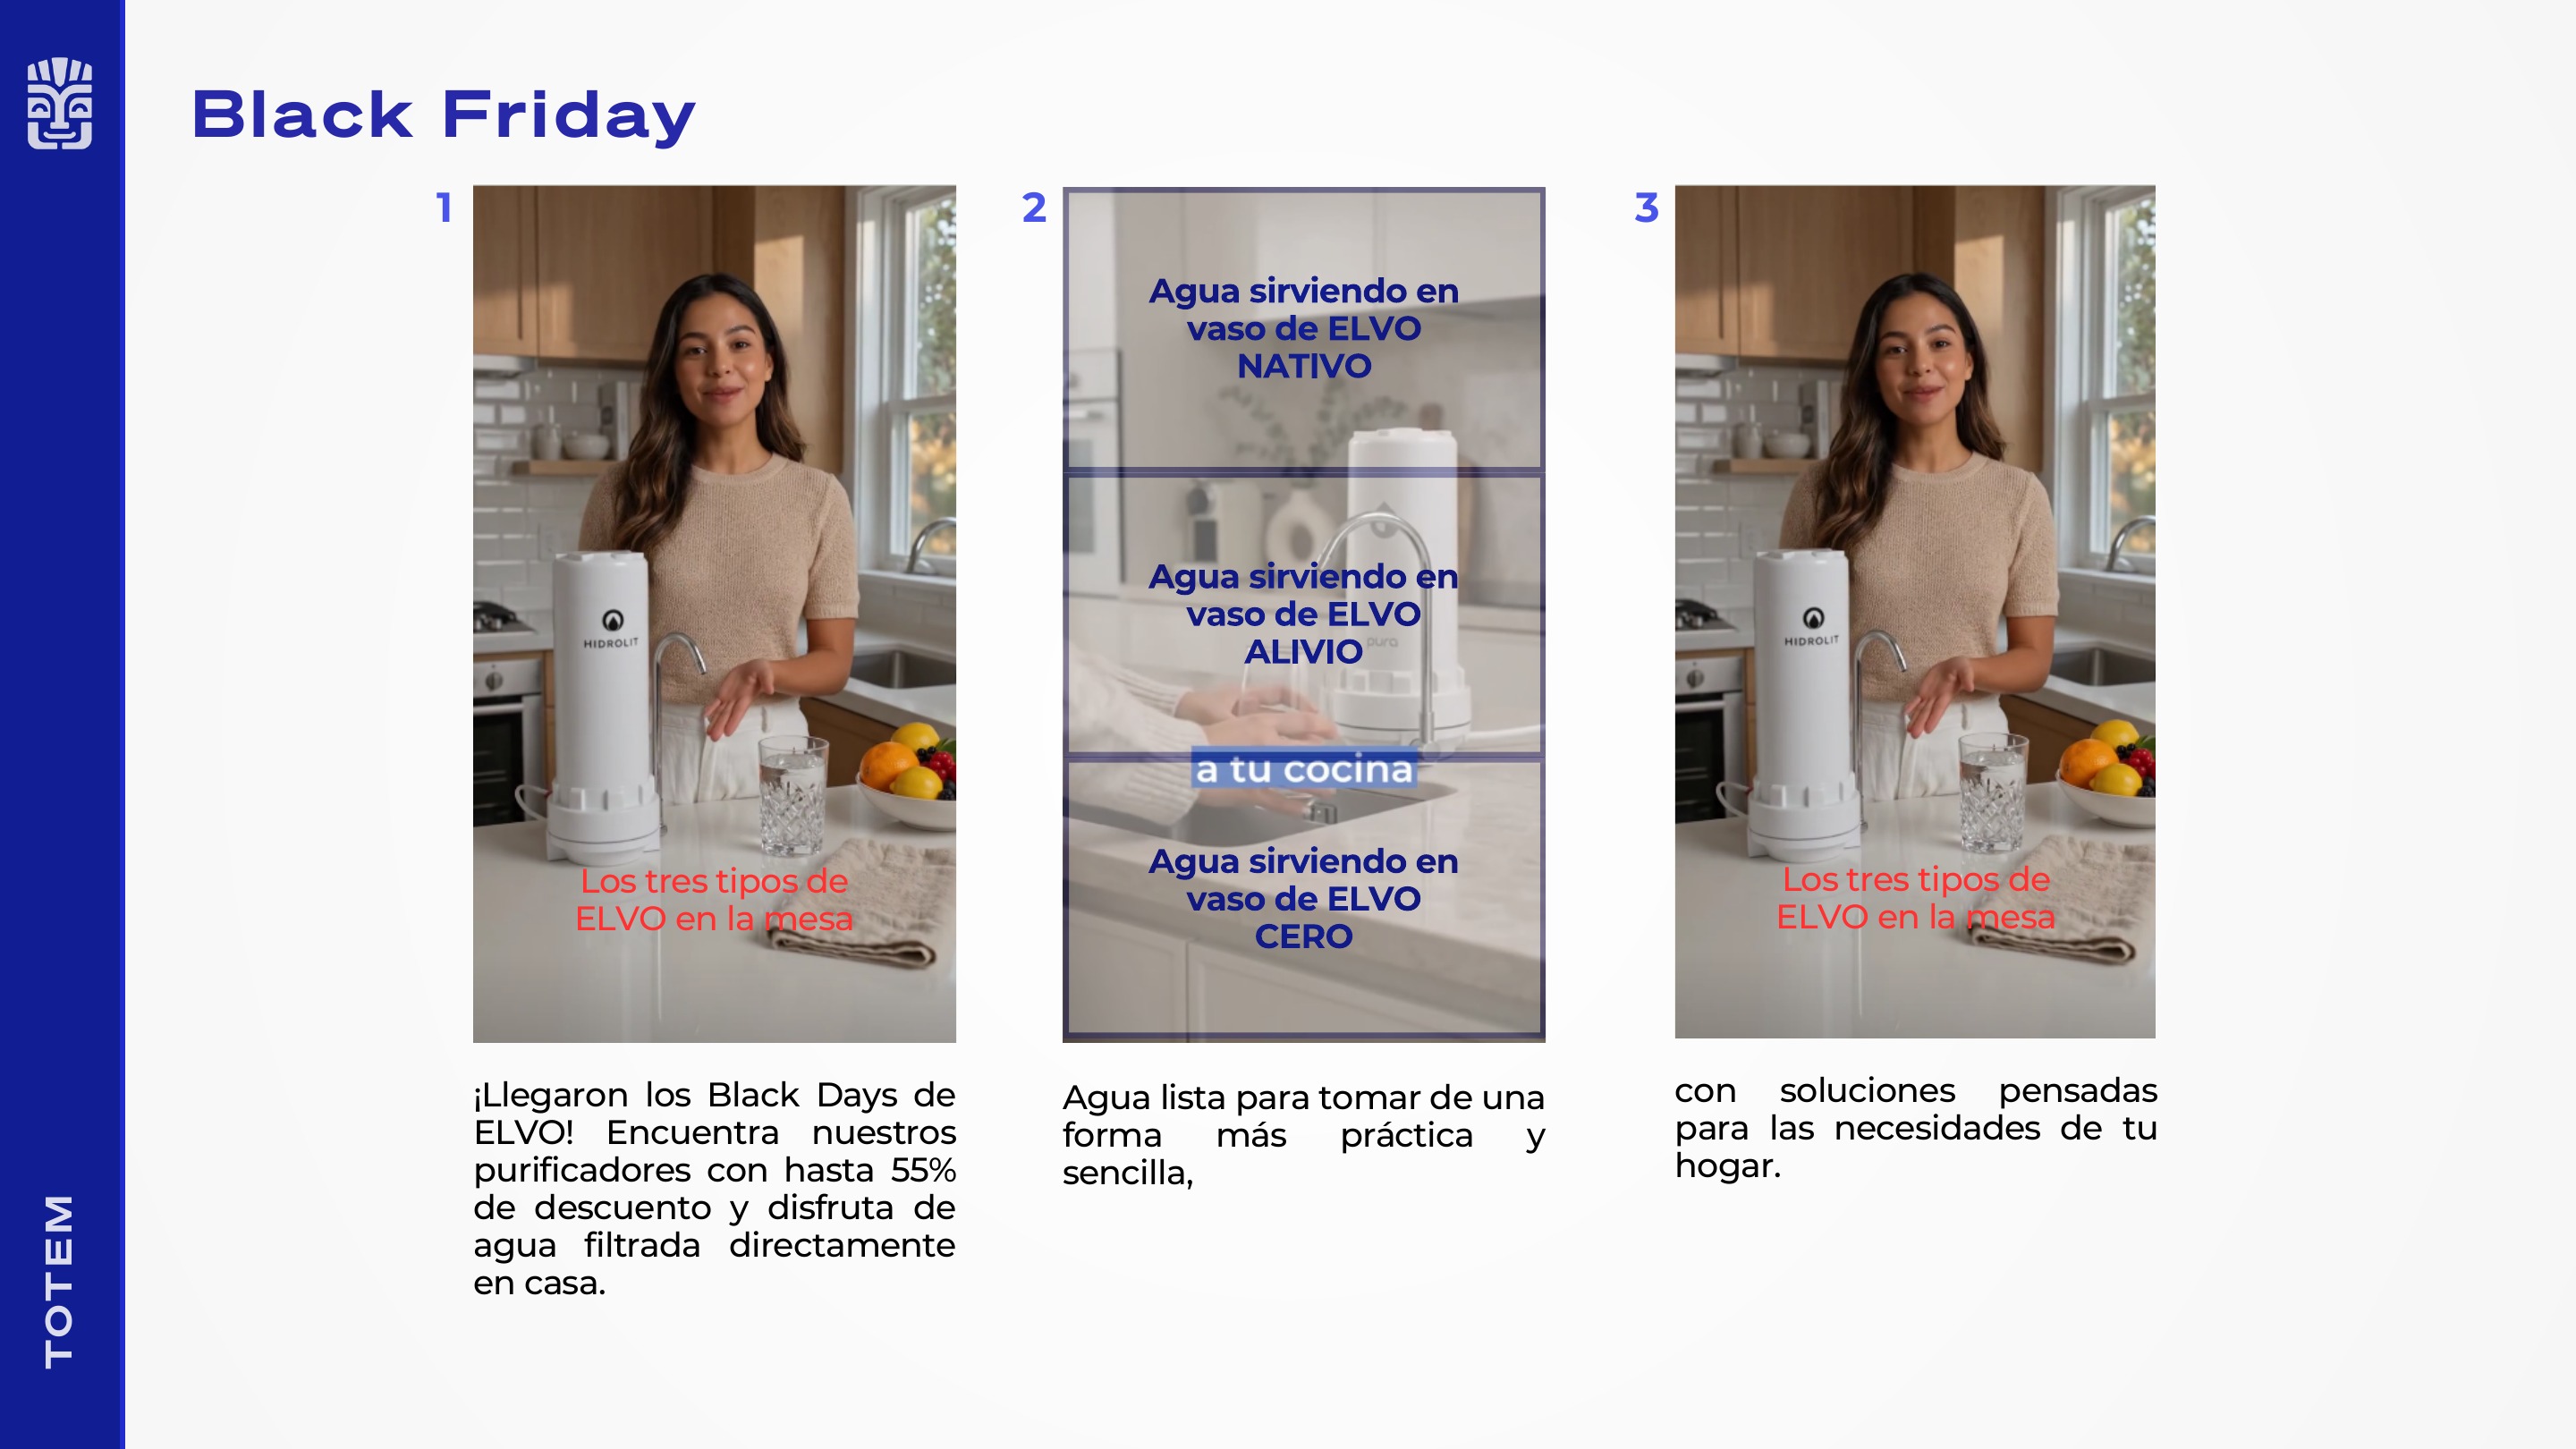 Black Friday
1
HIDROLIT
Los tres tipos de
ELVO en la mesa
¡Llegaron los Black Days de
ELVO! Encuentra nuestros
purificadores con hasta 55%
de descuento y disfruta de
agua filtrada directamente
en casa.
2
Agua sirviendo en
vaso de ELVO
NATIVO
Agua sirviendo en
vaso de ELVO
ALIVIO
pura
a tu cocina
Agua sirviendo en
vaso de ELVO
CERO
Agua lista para tomar de una
forma más práctica y
sencilla,
3
HIDROLIT
Los tres tipos de
ELVO en la mesa
con soluciones pensadas
para las necesidades de tu
hogar.
TOTEM